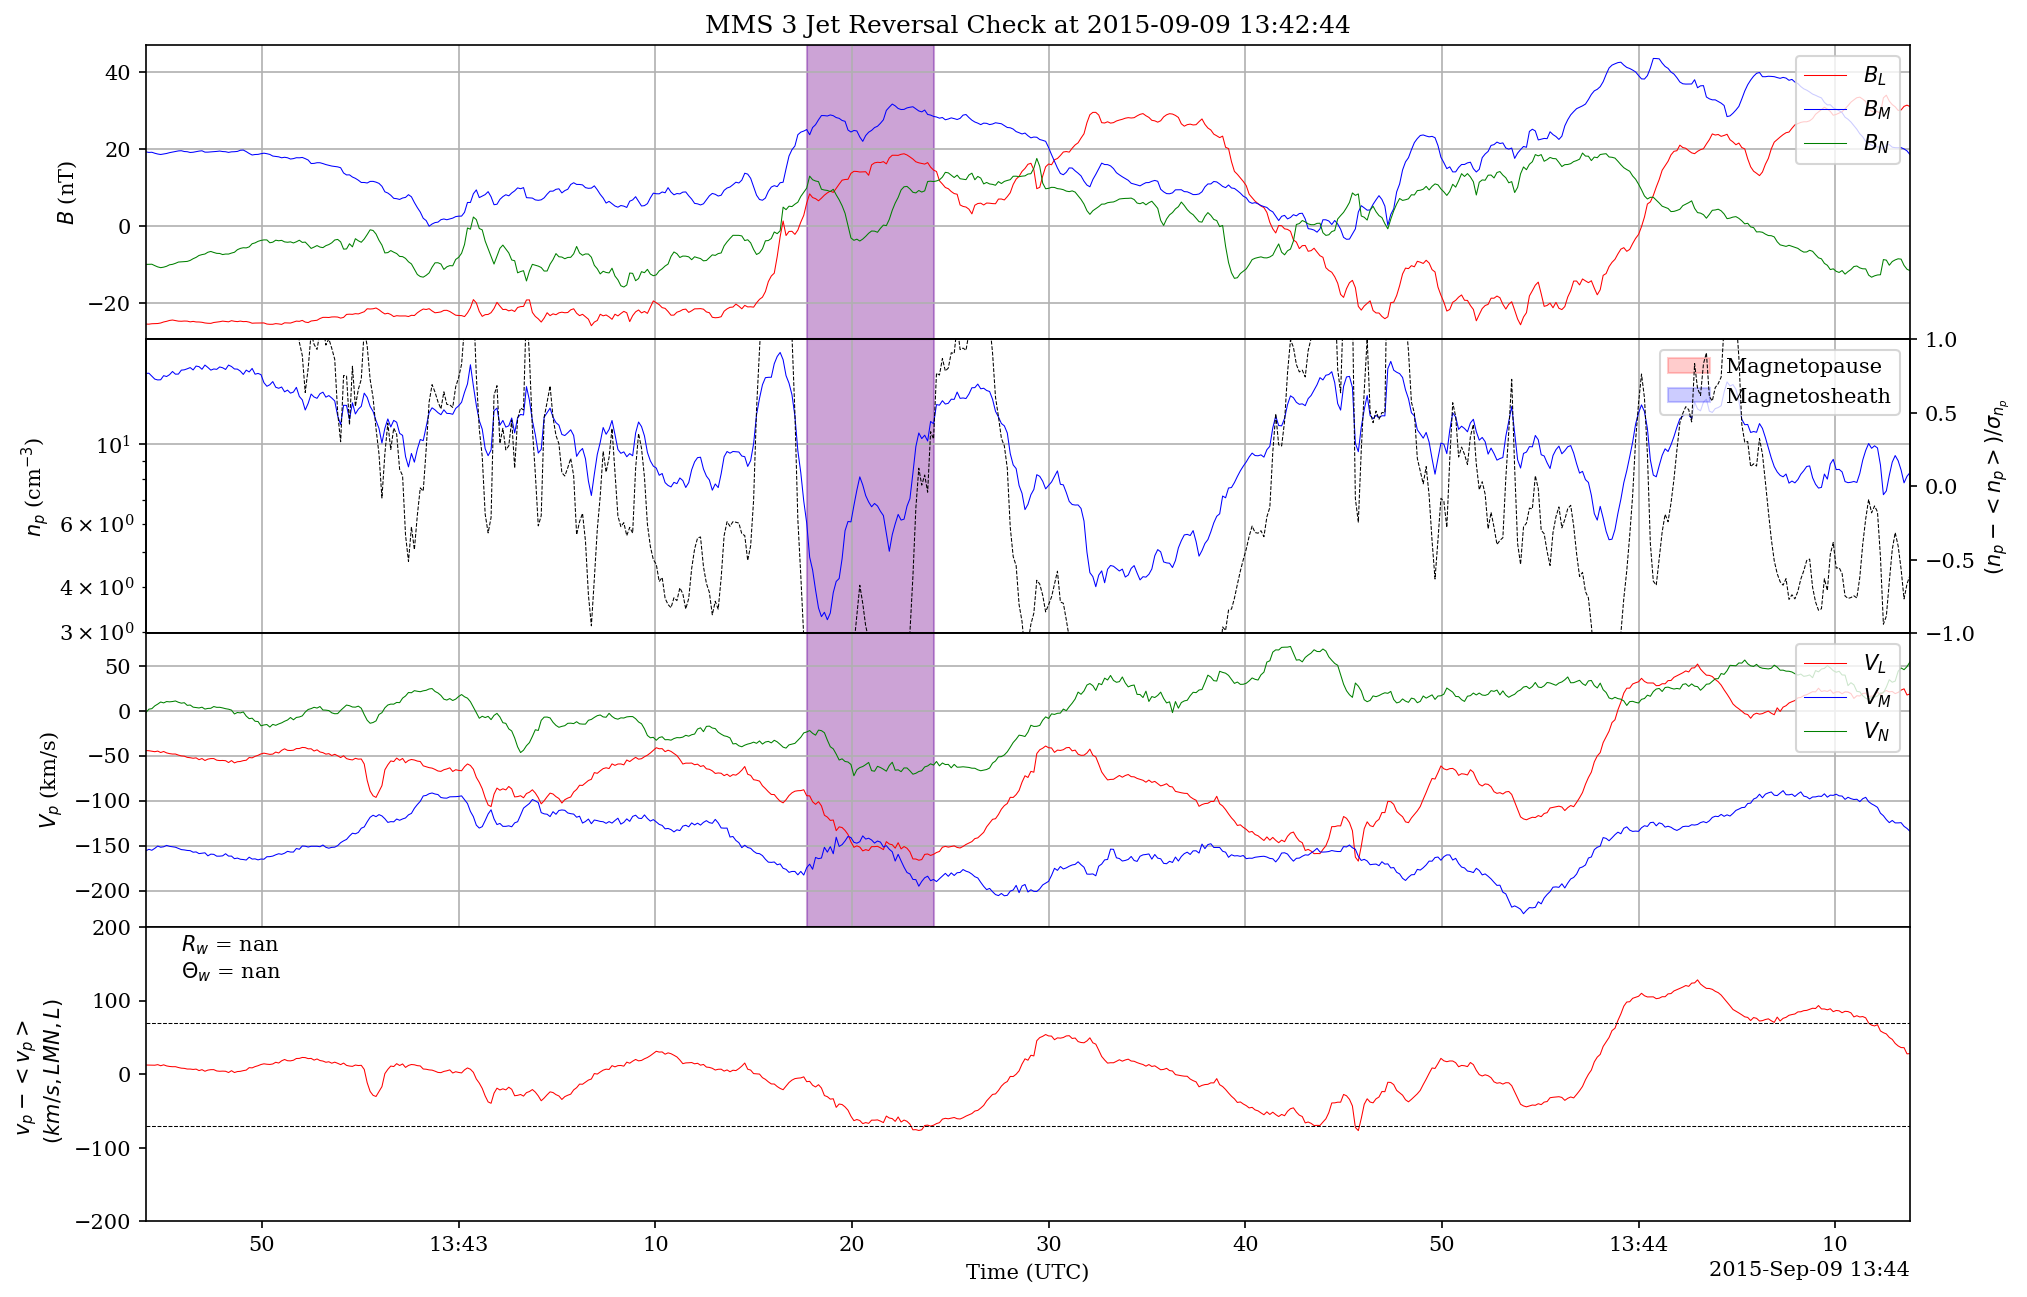 MMS 3 Jet Reversal Check at 2015-09-09 13:42:44
40
20
0
−20
B (nT)
B_L
B_M
B_N
10^1
6 × 10^0
4 × 10^0
3 × 10^0
n_p (cm^−3)
Magnetopause
Magnetosheath
1.0
0.5
0.0
−0.5
−1.0
(n_p − < n_p >)/σ_{n_p}
50
0
−50
−100
−150
−200
V_p (km/s)
V_L
V_M
V_N
200
100
0
−100
−200
v_p − < v_p >
(km/s, LMN, L)
R_w = nan
Θ_w = nan
50 13:43 10 20 30 40 50 13:44 10
Time (UTC)
2015-Sep-09 13:44